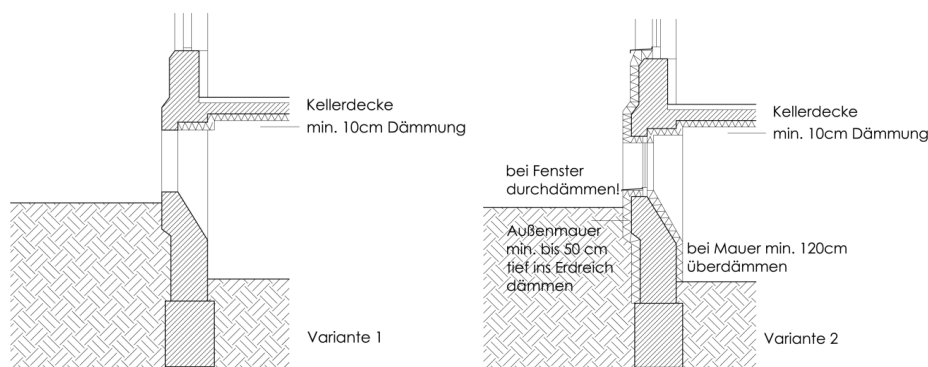 Kellerdecke
min. 10cm Dämmung
Variante 1
Kellerdecke
min. 10cm Dämmung
bei Fenster
durchdämmen!
Außenmauer
min. bis 50 cm
tief ins Erdreich
dämmen
bei Mauer min. 120cm
überdämmen
Variante 2